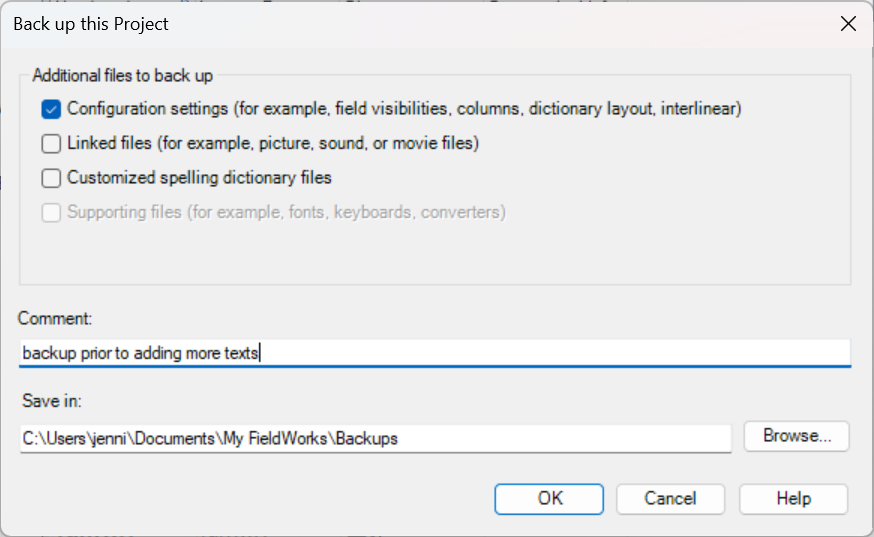 Back up this Project
Additional files to back up
Configuration settings (for example, field visibilities, columns, dictionary layout, interlinear)
Linked files (for example, picture, sound, or movie files)
Customized spelling dictionary files
Supporting files (for example, fonts, keyboards, converters)
Comment:
backup prior to adding more texts
Save in:
C:\Users\jenni\Documents\My FieldWorks\Backups
Browse...
OK Cancel Help